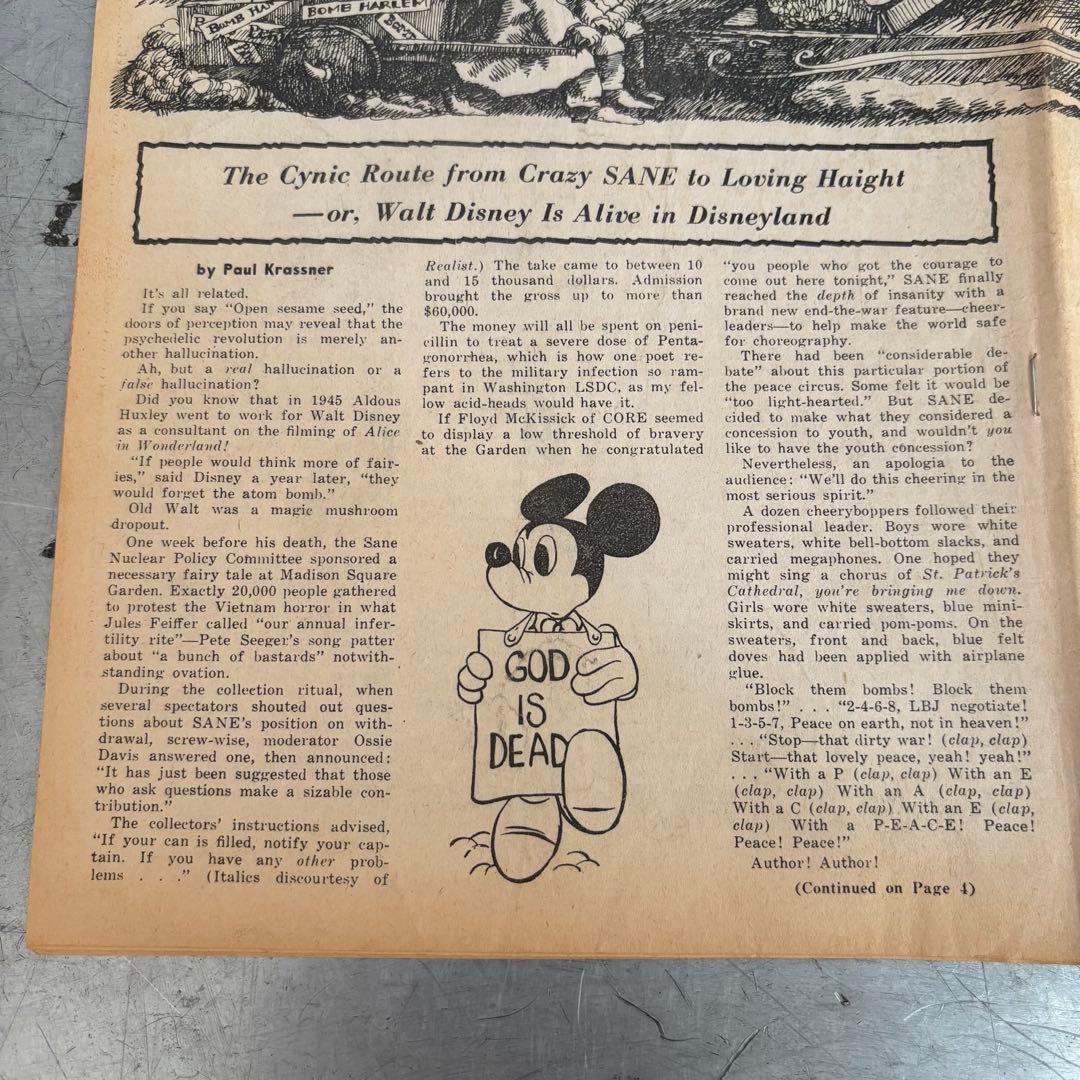 BOMB HAN
BOMB HARLEM
The Cynic Route from Crazy SANE to Loving Haight
—or, Walt Disney Is Alive in Disneyland
by Paul Krassner
It's all related.
If you say “Open sesame seed,” the
doors of perception may reveal that the
psychedelic revolution is merely an-
other hallucination.
Ah, but a real hallucination or a
false hallucination?
Did you know that in 1945 Aldous
Huxley went to work for Walt Disney
as a consultant on the filming of Alice
in Wonderland!
“If people would think more of fair-
ies,” said Disney a year later, “they
would forget the atom bomb.”
Old Walt was a magic mushroom
dropout.
One week before his death, the Sane
Nuclear Policy Committee sponsored a
necessary fairy tale at Madison Square
Garden. Exactly 20,000 people gathered
to protest the Vietnam horror in what
Jules Feiffer called “our annual infer-
tility rite”—Pete Seeger's song patter
about “a bunch of bastards” notwith-
standing ovation.
During the collection ritual, when
several spectators shouted out ques-
tions about SANE's position on with-
drawal, screw-wise, moderator Ossie
Davis answered one, then announced:
“It has just been suggested that those
who ask questions make a sizable con-
tribution.”
The collectors' instructions advised,
“If your can is filled, notify your cap-
tain. If you have any other prob-
lems . . .” (Italics discourtesy of
Realist.) The take came to between 10
and 15 thousand dollars. Admission
brought the gross up to more than
$60,000.
The money will all be spent on peni-
cillin to treat a severe dose of Penta-
gonorrhea, which is how one poet re-
fers to the military infection so ram-
pant in Washington LSDC, as my fel-
low acid-heads would have it.
If Floyd McKissick of CORE seemed
to display a low threshold of bravery
at the Garden when he congratulated
GOD
IS
DEAD
“you people who got the courage to
come out here tonight,” SANE finally
reached the depth of insanity with a
brand new end-the-war feature—cheer-
leaders—to help make the world safe
for choreography.
There had been “considerable de-
bate” about this particular portion of
the peace circus. Some felt it would be
“too light-hearted.” But SANE de-
cided to make what they considered a
concession to youth, and wouldn't you
like to have the youth concession?
Nevertheless, an apologia to the
audience: “We'll do this cheering in the
most serious spirit.”
A dozen cheeryboppers followed their
professional leader. Boys wore white
sweaters, white bell-bottom slacks, and
carried megaphones. One hoped they
might sing a chorus of St. Patrick's
Cathedral, you're bringing me down.
Girls wore white sweaters, blue mini-
skirts, and carried pom-poms. On the
sweaters, front and back, blue felt
doves had been applied with airplane
glue.
“Block them bombs! Block them
bombs!” . . . “2-4-6-8, LBJ negotiate!
1-3-5-7, Peace on earth, not in heaven!”
. . . “Stop—that dirty war! (clap, clap)
Start—that lovely peace, yeah! yeah!”
. . . “With a P (clap, clap) With an E
(clap, clap) With an A (clap, clap)
With a C (clap, clap) With an E (clap,
clap) With a P-E-A-C-E! Peace!
Peace! Peace!”
Author! Author!
(Continued on Page 4)